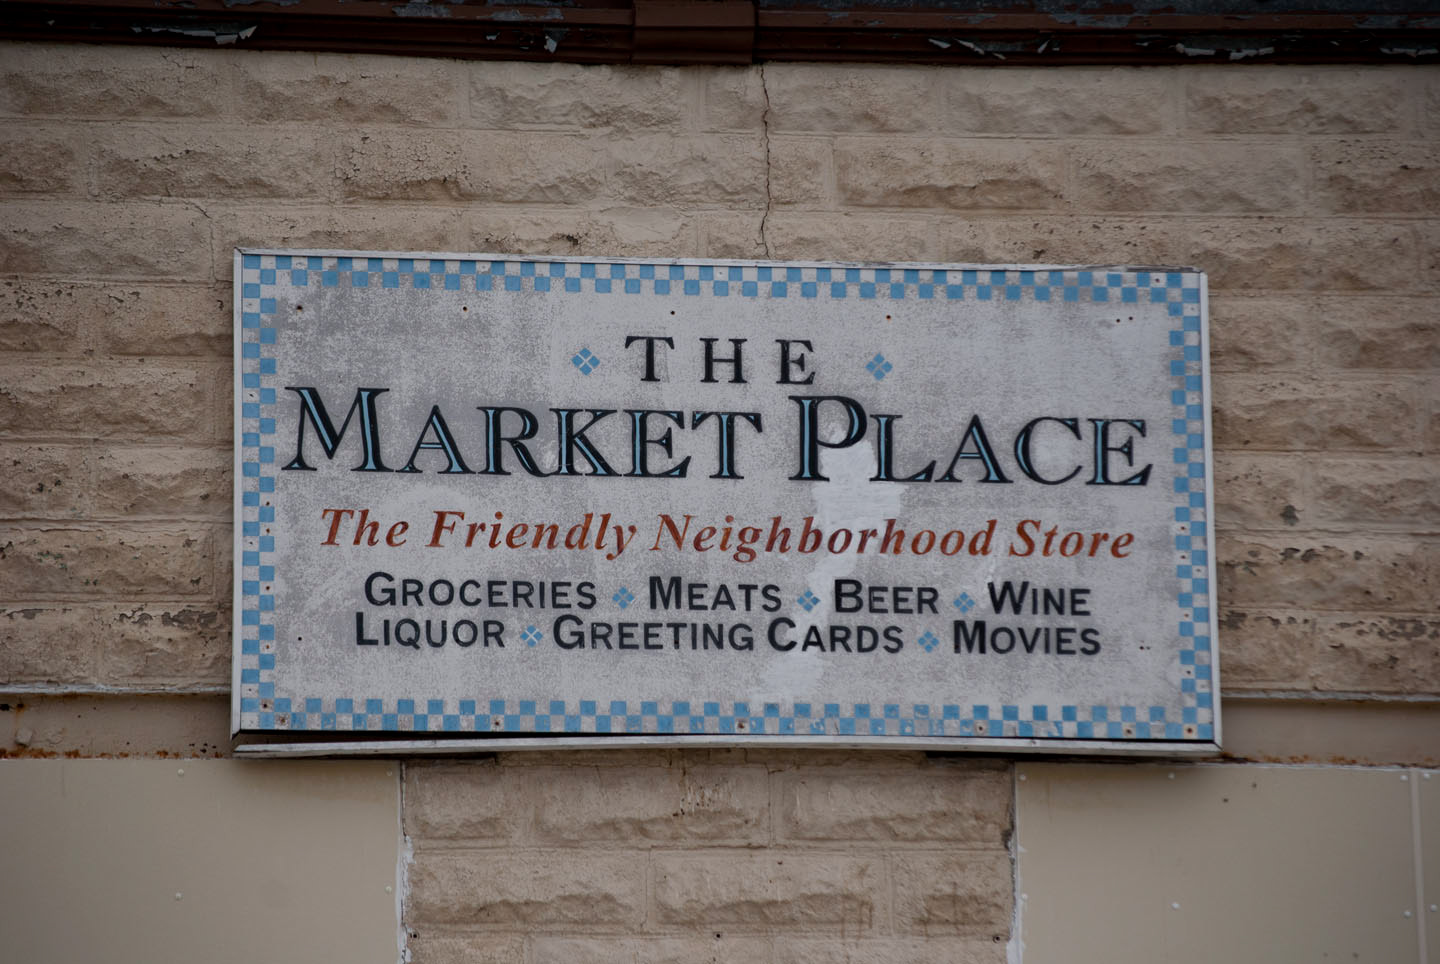 THE
MARKET PLACE
The Friendly Neighborhood Store
GROCERIES MEATS BEER WINE
LIQUOR GREETING CARDS MOVIES